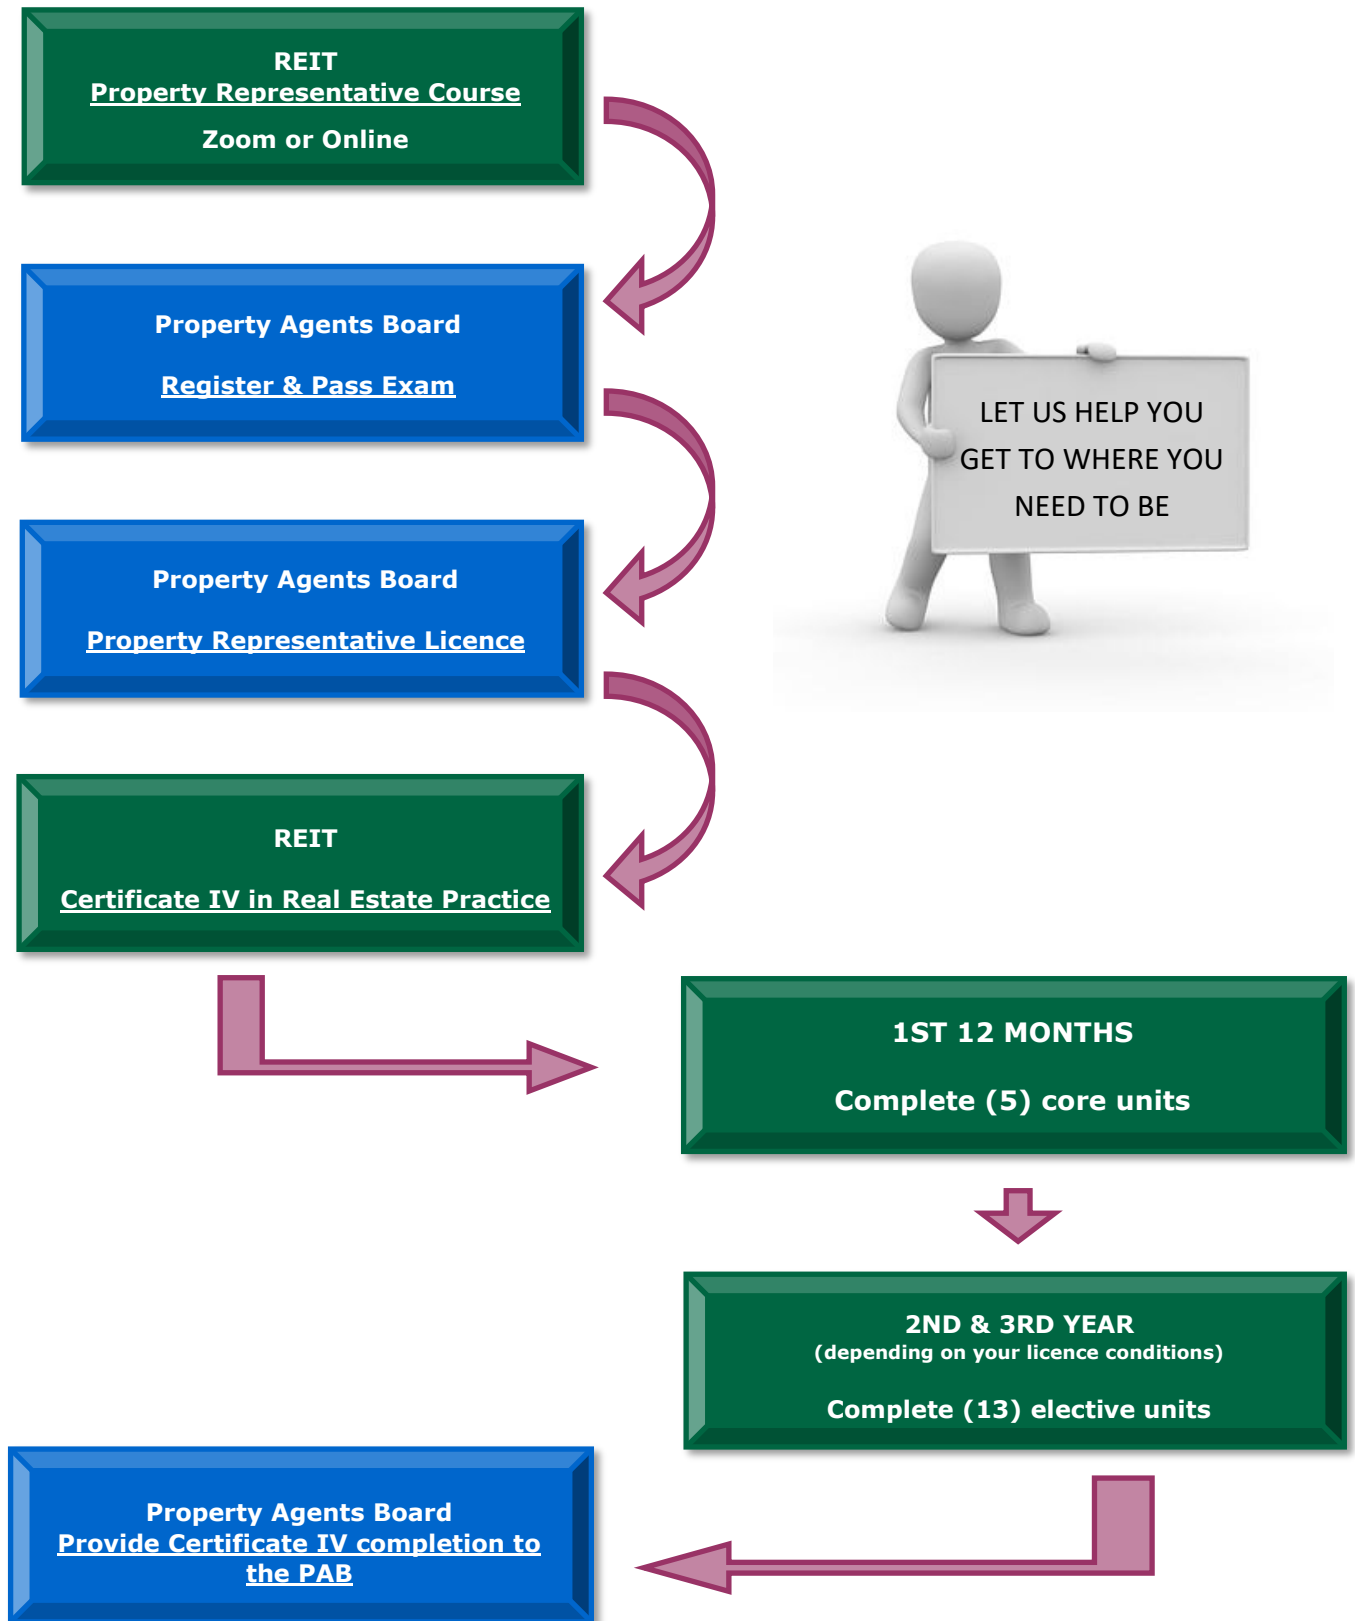 REIT
Property Representative Course
Zoom or Online
Property Agents Board
Register & Pass Exam
LET US HELP YOU
GET TO WHERE YOU
NEED TO BE
Property Agents Board
Property Representative Licence
REIT
Certificate IV in Real Estate Practice
1ST 12 MONTHS
Complete (5) core units
2ND & 3RD YEAR
(depending on your licence conditions)
Complete (13) elective units
Property Agents Board
Provide Certificate IV completion to
the PAB